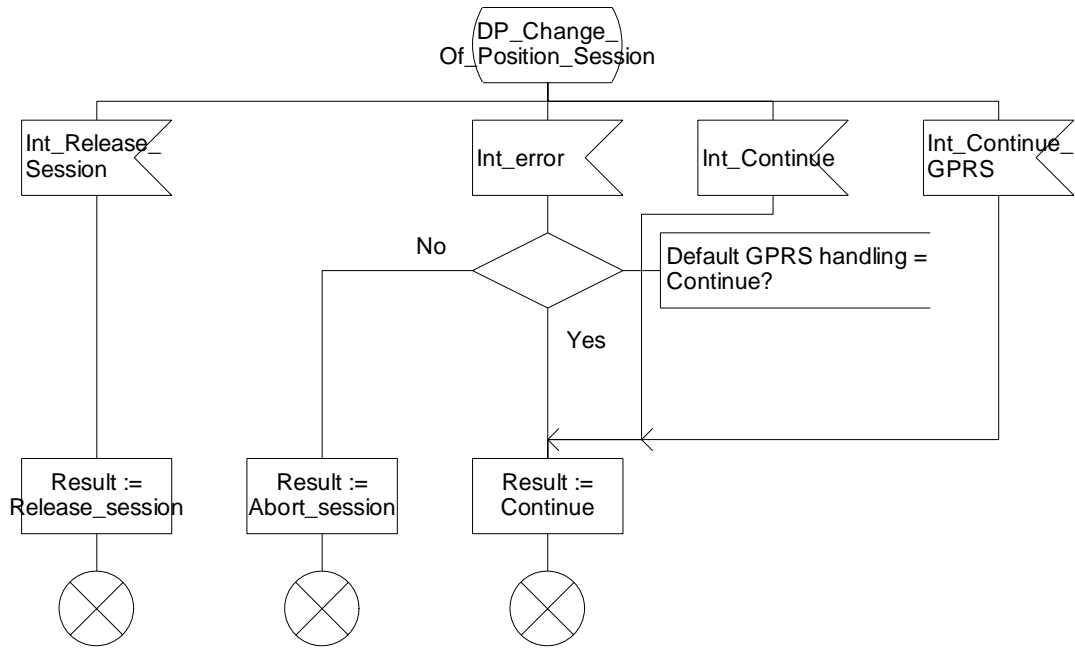 DP_Change_
Of_Position_Session
Int_Release_
Session
Int_error
Int_Continue
Int_Continue_
GPRS
No
Default GPRS handling =
Continue?
Yes
Result :=
Release_session
Result :=
Abort_session
Result :=
Continue